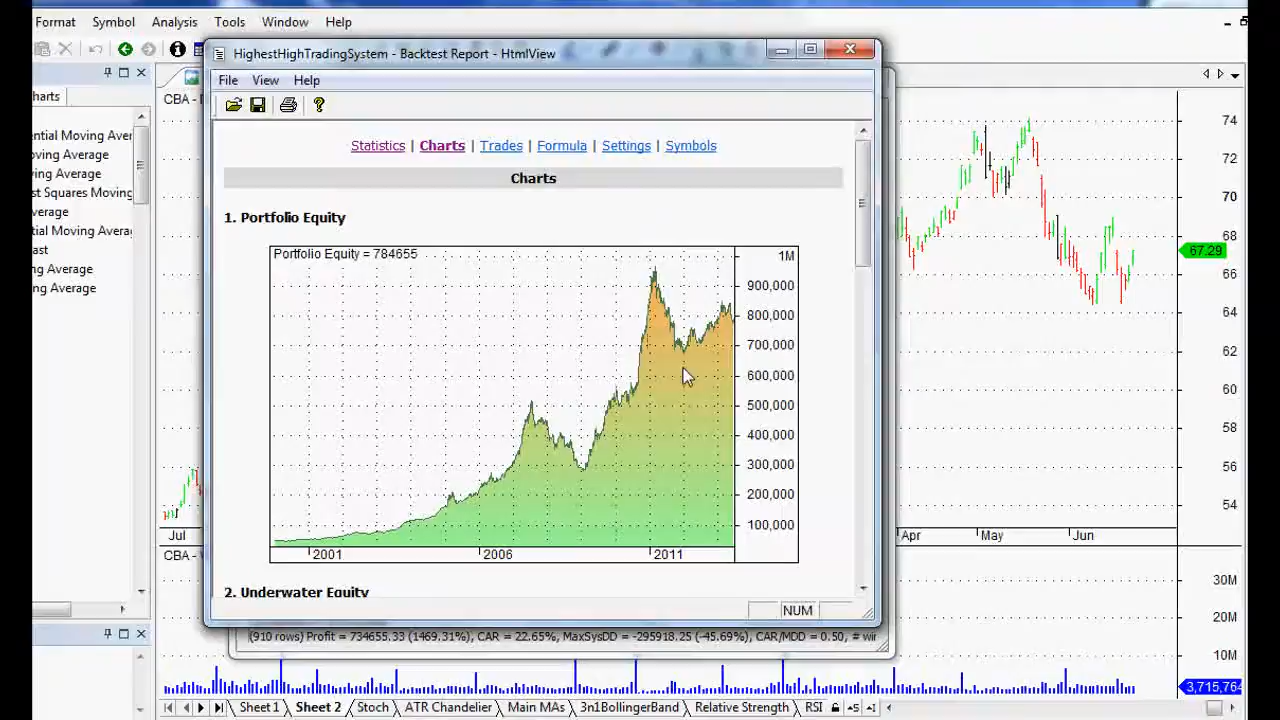 Format Symbol Analysis Tools Window Help
HighestHighTradingSystem - Backtest Report - HtmlView
File View Help
Statistics | Charts | Trades | Formula | Settings | Symbols
Charts
1. Portfolio Equity
Portfolio Equity = 784655
1M
900,000
800,000
700,000
600,000
500,000
400,000
300,000
200,000
100,000
2001 2006 2011
2. Underwater Equity
NUM
(910 rows) Profit = 734655.33 (1469.31%), CAR = 22.65%, MaxSysDD = -295918.25 (-45.69%), CAR/MDD = 0.50, # wir
harts
ential Moving Aver
oving Average
ving Average
st Squares Moving
verage
ential Moving Avera
ast
ing Average
ing Average
CBA -
74
72
70
68
67.29
66
64
62
60
58
56
54
Jul Apr May Jun
CBA -
30M
20M
10M
3,715,764
Sheet 1 Sheet 2 Stoch ATR Chandelier Main MAs 3n1BollingerBand Relative Strength RSI